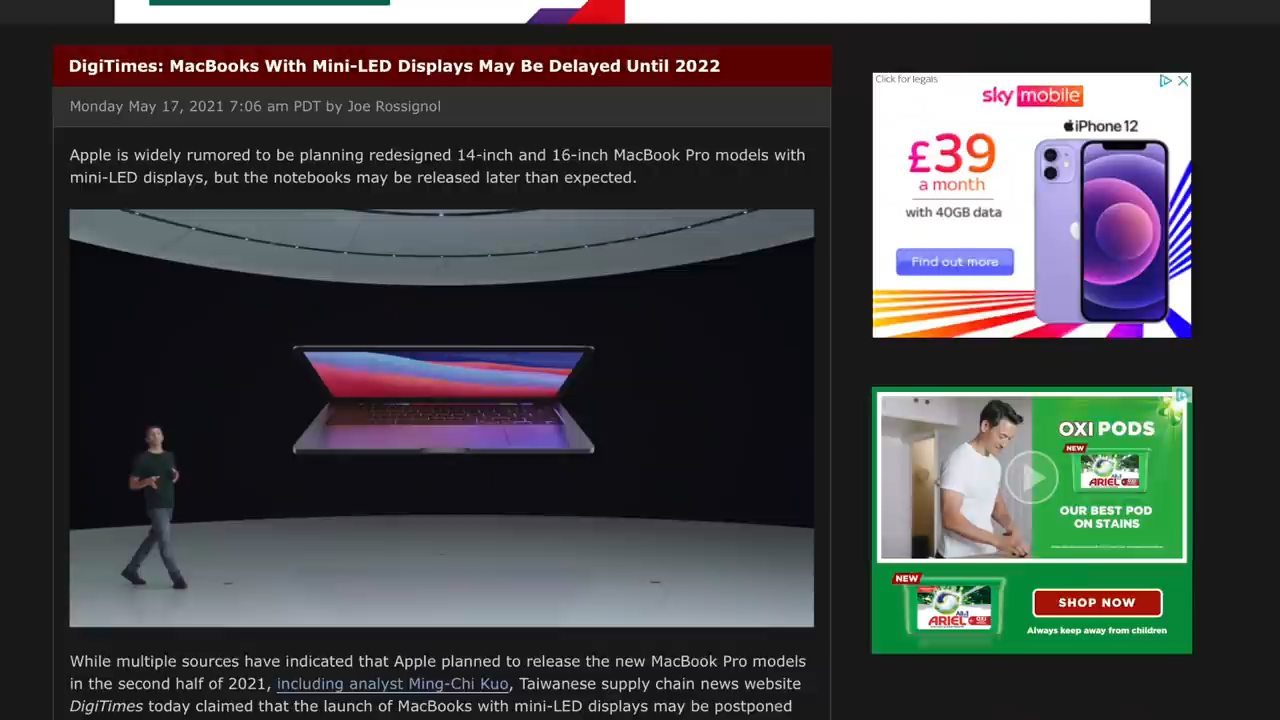 DigiTimes: MacBooks With Mini-LED Displays May Be Delayed Until 2022
Monday May 17, 2021 7:06 am PDT by Joe Rossignol
Apple is widely rumored to be planning redesigned 14-inch and 16-inch MacBook Pro models with
mini-LED displays, but the notebooks may be released later than expected.
While multiple sources have indicated that Apple planned to release the new MacBook Pro models
in the second half of 2021, including analyst Ming-Chi Kuo, Taiwanese supply chain news website
DigiTimes today claimed that the launch of MacBooks with mini-LED displays may be postponed
Click for legals
sky mobile
iPhone 12
£39
a month
with 40GB data
Find out more
OXI PODS
NEW
ARIEL
OUR BEST POD
ON STAINS
NEW
ARIEL
SHOP NOW
Always keep away from children